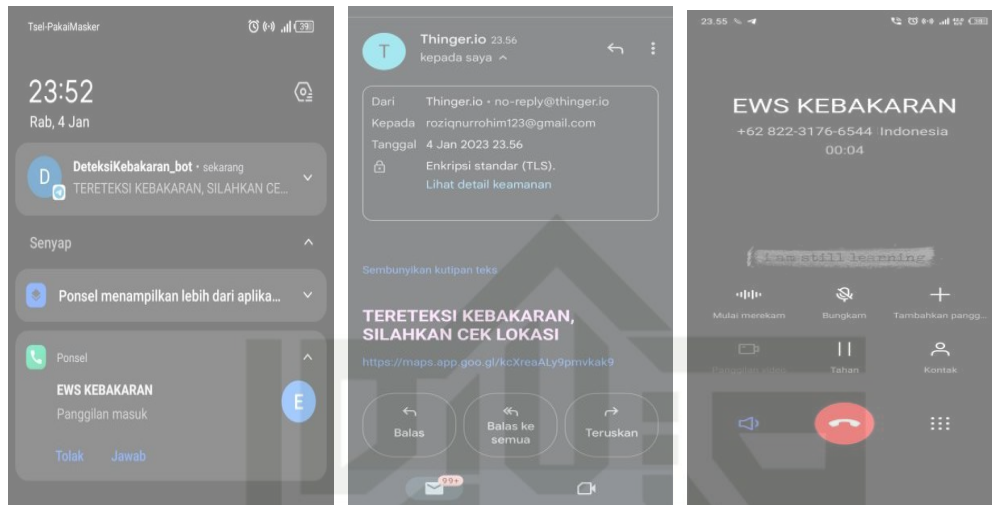 Tsel-PakaiMasker
39
23:52
Rab, 4 Jan
D
DeteksiKebakaran_bot • sekarang
TERETEKSI KEBAKARAN, SILAHKAN CE...
Senyap
Ponsel menampilkan lebih dari aplika...
Ponsel
EWS KEBAKARAN
Panggilan masuk
E
Tolak Jawab
T
Thinger.io 23.56
kepada saya
Dari Thinger.io • no-reply@thinger.io
Kepada roziqnurrohim123@gmail.com
Tanggal 4 Jan 2023 23.56
Enkripsi standar (TLS).
Lihat detail keamanan
Sembunyikan kutipan teks
TERETEKSI KEBAKARAN,
SILAHKAN CEK LOKASI
https://maps.app.goo.gl/kcXreaALy9pmvkak9
Balas
Balas ke
semua
Teruskan
99+
23.55
EWS KEBAKARAN
+62 822-3176-6544 Indonesia
00:04
i am still learning
Mulai merekam Bungkam Tambahkan pangg...
Panggilan video Tahan Kontak